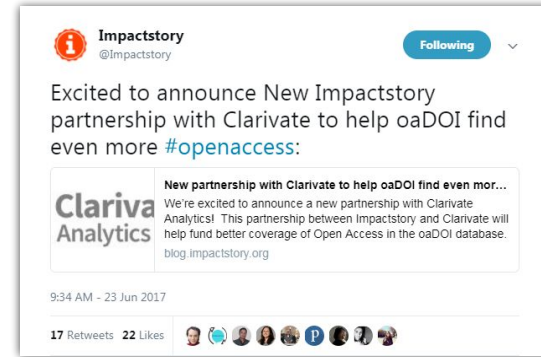 Impactstory
@Impactstory
Following
Excited to announce New Impactstory
partnership with Clarivate to help oaDOI find
even more #openaccess:
Clariva
Analytics
New partnership with Clarivate to help oaDOI find even mor...
We're excited to announce a new partnership with Clarivate
Analytics! This partnership between Impactstory and Clarivate will
help fund better coverage of Open Access in the oaDOI database.
blog.impactstory.org
9:34 AM - 23 Jun 2017
17 Retweets 22 Likes